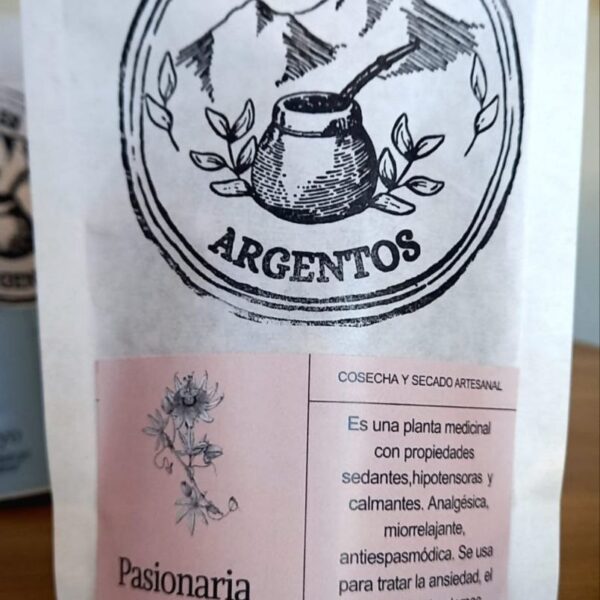 ARGENTOS
COSECHA Y SECADO ARTESANAL
Es una planta medicinal
con propiedades
sedantes,hipotensoras y
calmantes. Analgésica,
miorrelajante,
antiespasmódica. Se usa
para tratar la ansiedad, el
Pasionaria